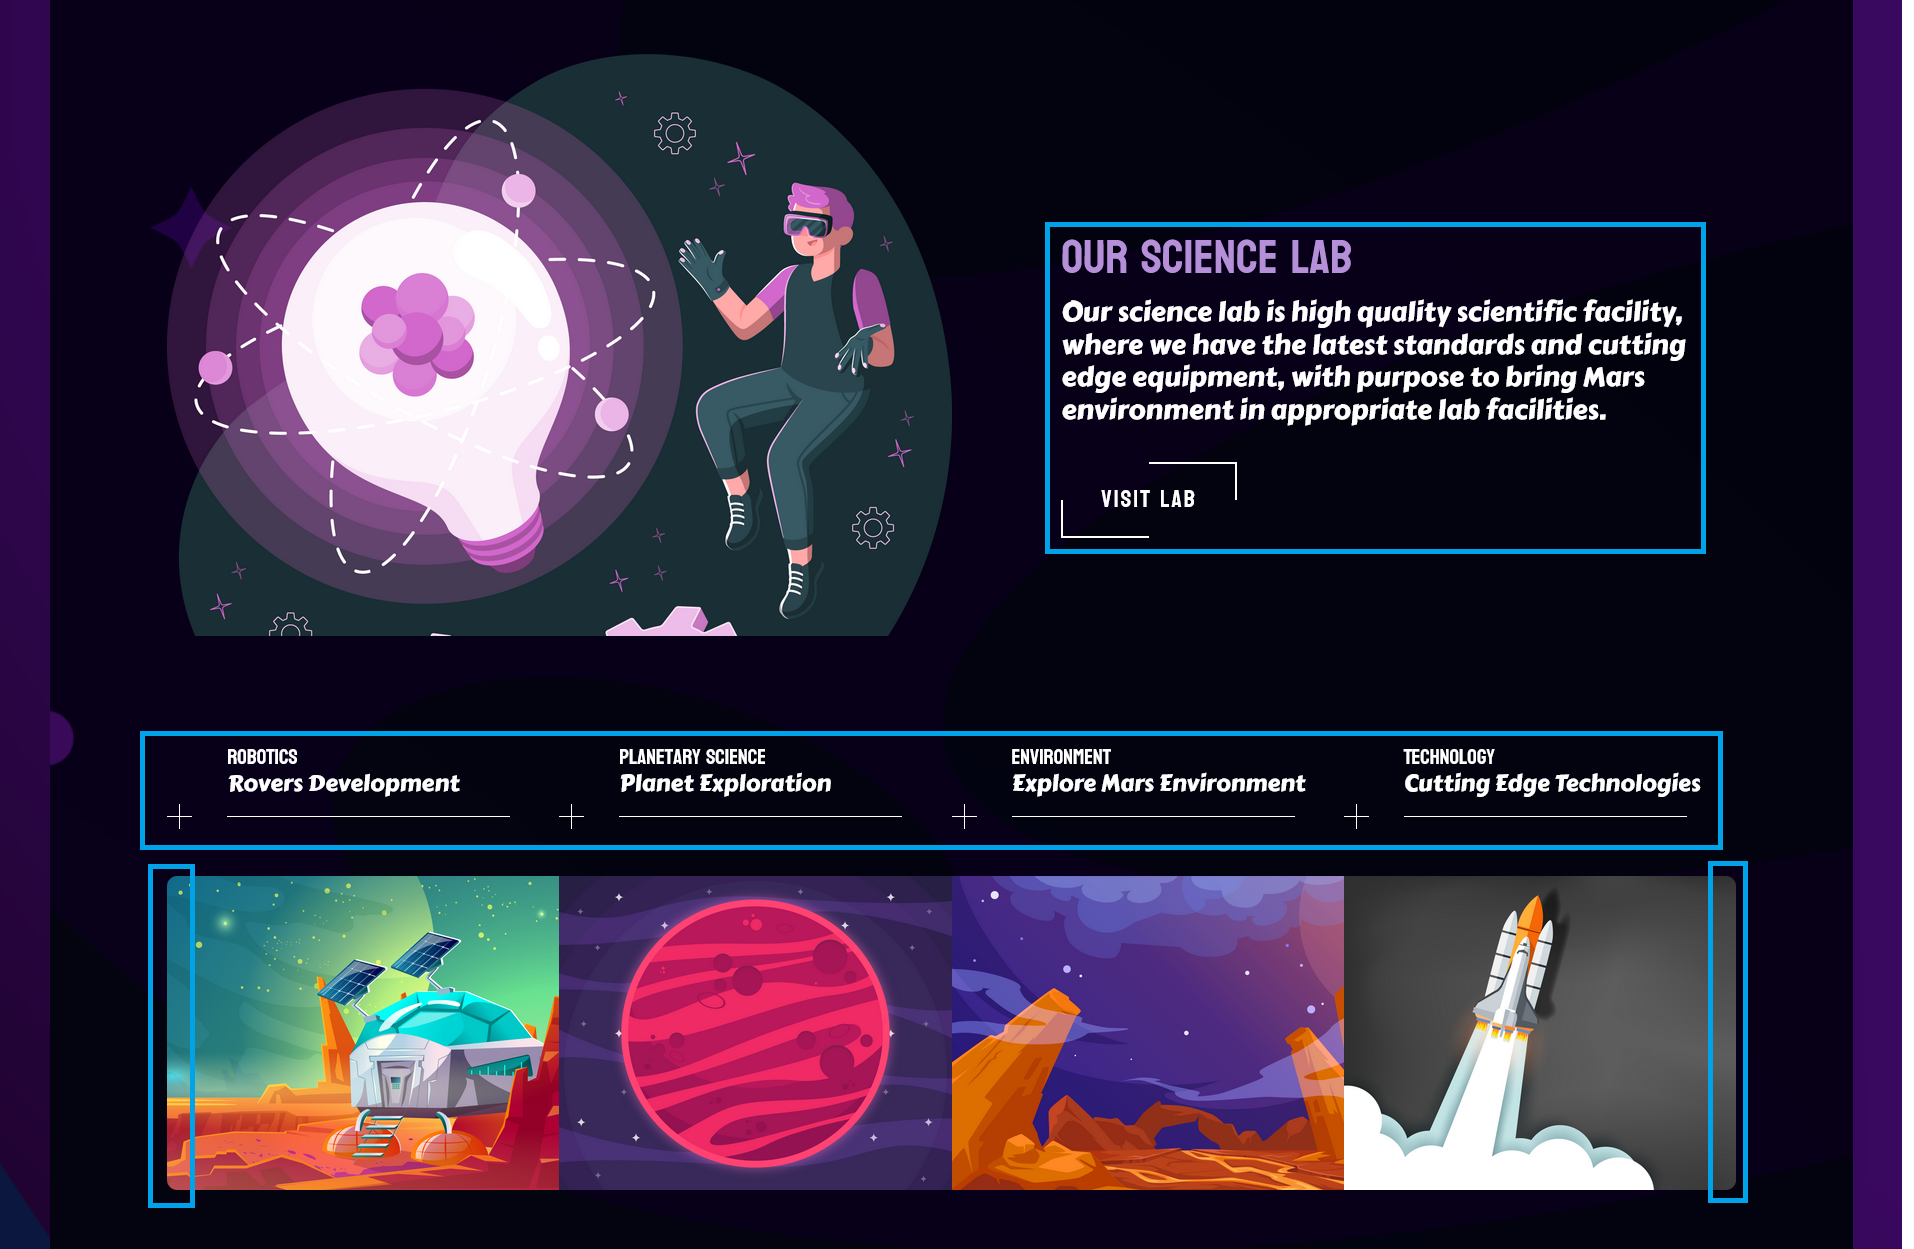 OUR SCIENCE LAB
Our science lab is high quality scientific facility,
where we have the latest standards and cutting
edge equipment, with purpose to bring Mars
environment in appropriate lab facilities.
VISIT LAB
ROBOTICS
Rovers Development
PLANETARY SCIENCE
Planet Exploration
ENVIRONMENT
Explore Mars Environment
TECHNOLOGY
Cutting Edge Technologies